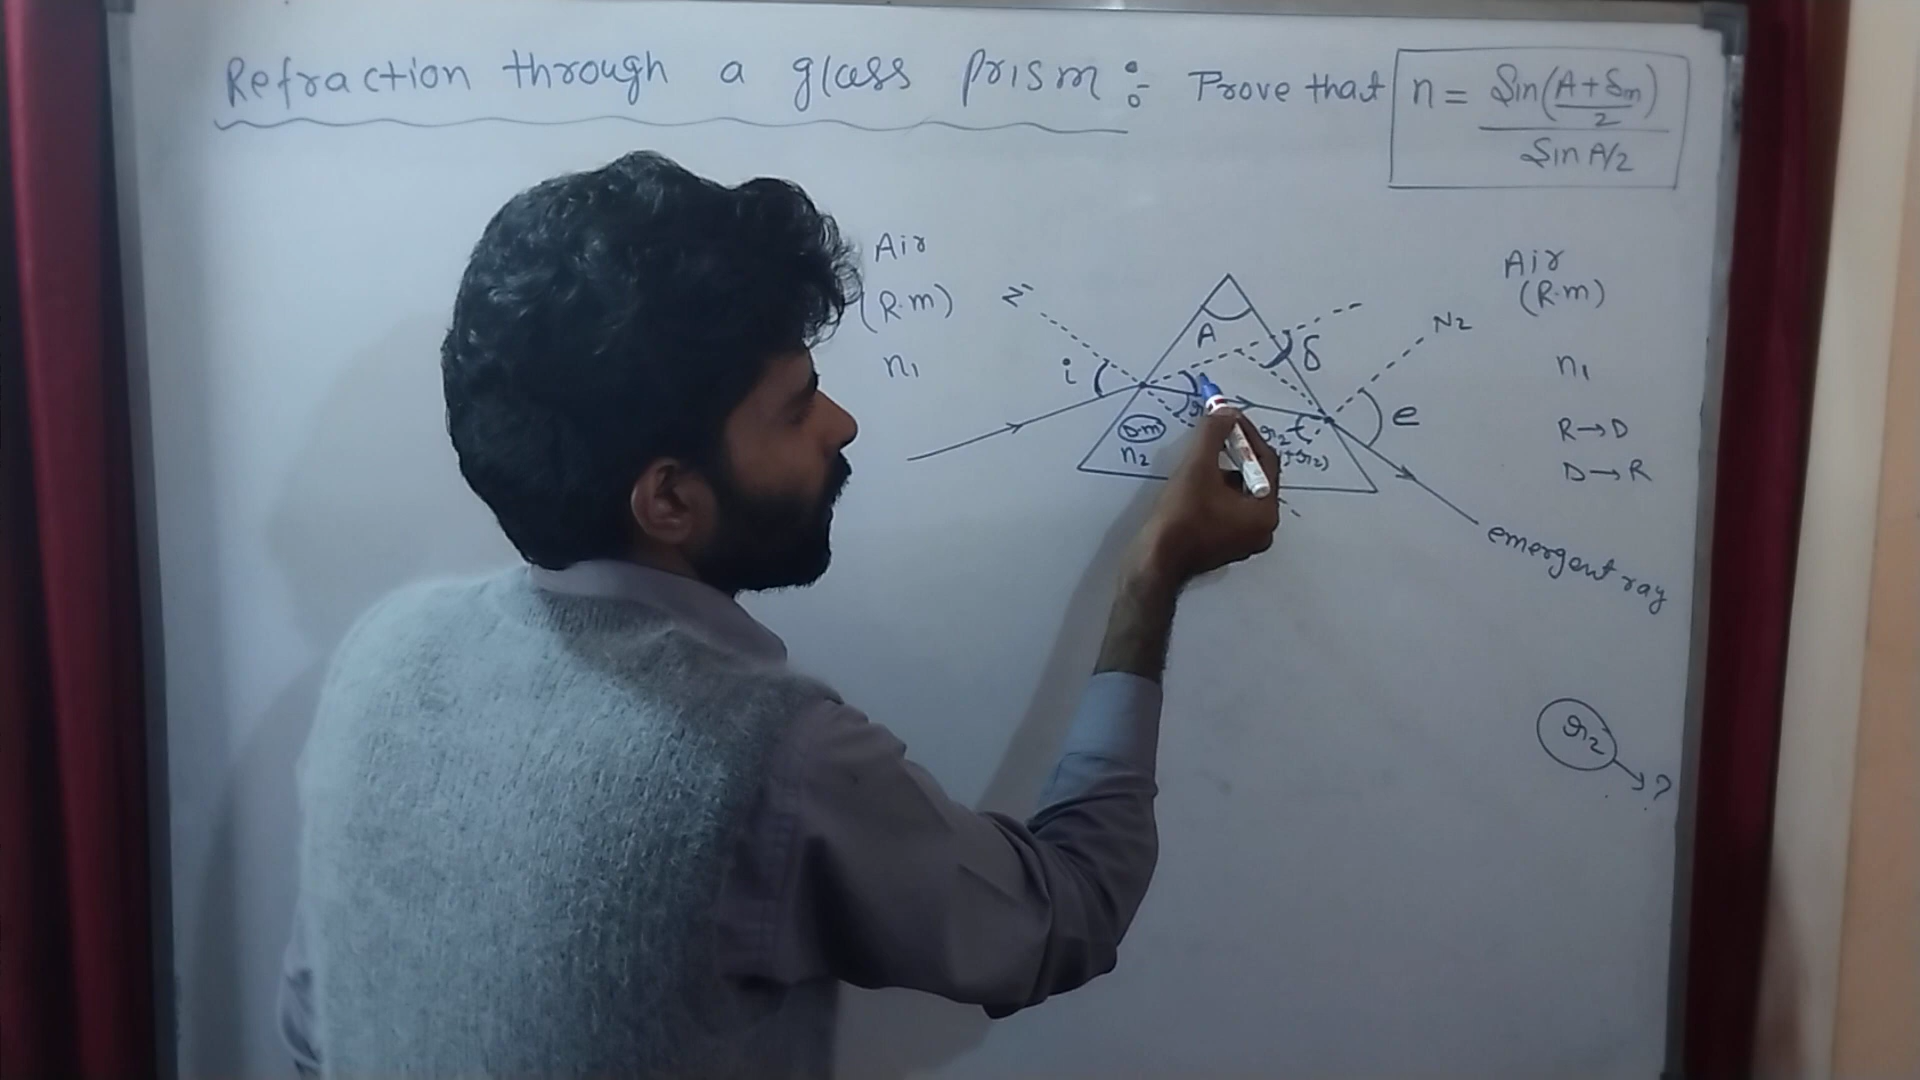 Refraction through a glass prism :- Prove that n = Sin(A+δm/2) / Sin A/2
Air
(R.m)
n1
N
i
A
δ
N2
e
D.m
n2
r2
Air
(R.m)
n1
R→D
D→R
emergent ray
r2 → ?